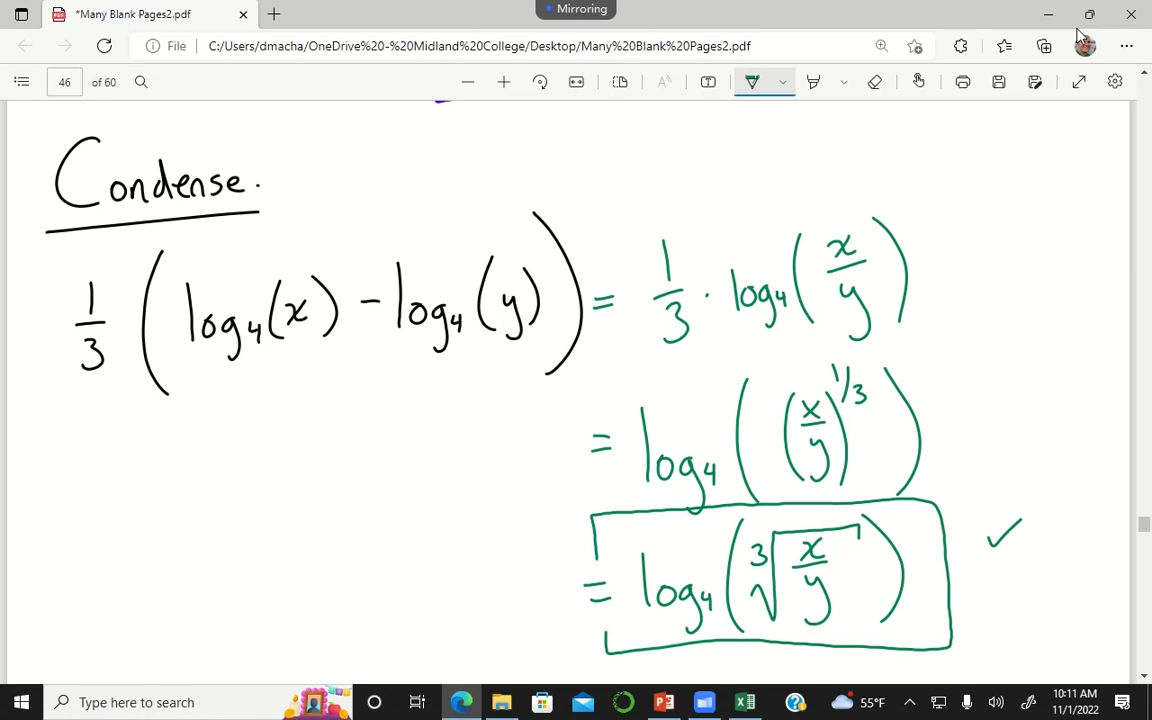 Mirroring
*Many Blank Pages2.pdf
File C:/Users/dmacha/OneDrive%20-%20Midland%20College/Desktop/Many%20Blank%20Pages2.pdf
46 of 60
Condense.
1/3 (log₄(x) - log₄(y)) = 1/3 · log₄(x/y)
= log₄((x/y)^1/3)
= log₄(∛(x/y)) ✓
Type here to search
55°F
10:11 AM
11/1/2022